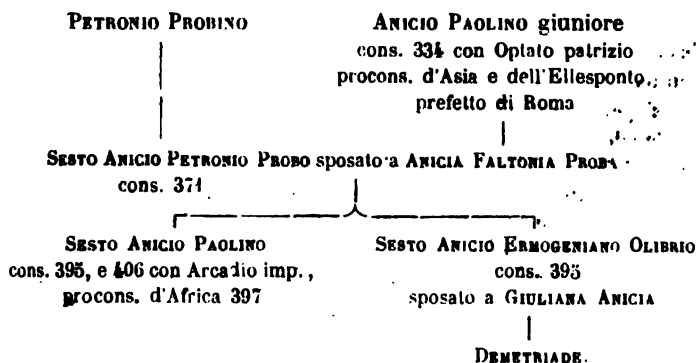 PETRONIO PROBINO
ANICIO PAOLINO giuniore
cons. 334 con Optato patrizio
procons. d'Asia e dell'Ellesponto,
prefetto di Roma
SESTO ANICIO PETRONIO PROBO sposato a ANICIA FALTONIA PROBA
cons. 371
SESTO ANICIO PAOLINO
cons. 395, e 406 con Arcadio imp.,
procons. d'Africa 397
SESTO ANICIO ERMOGENIANO OLIBRIO
cons. 395
sposato a GIULIANA ANICIA
DEMETRIADE.